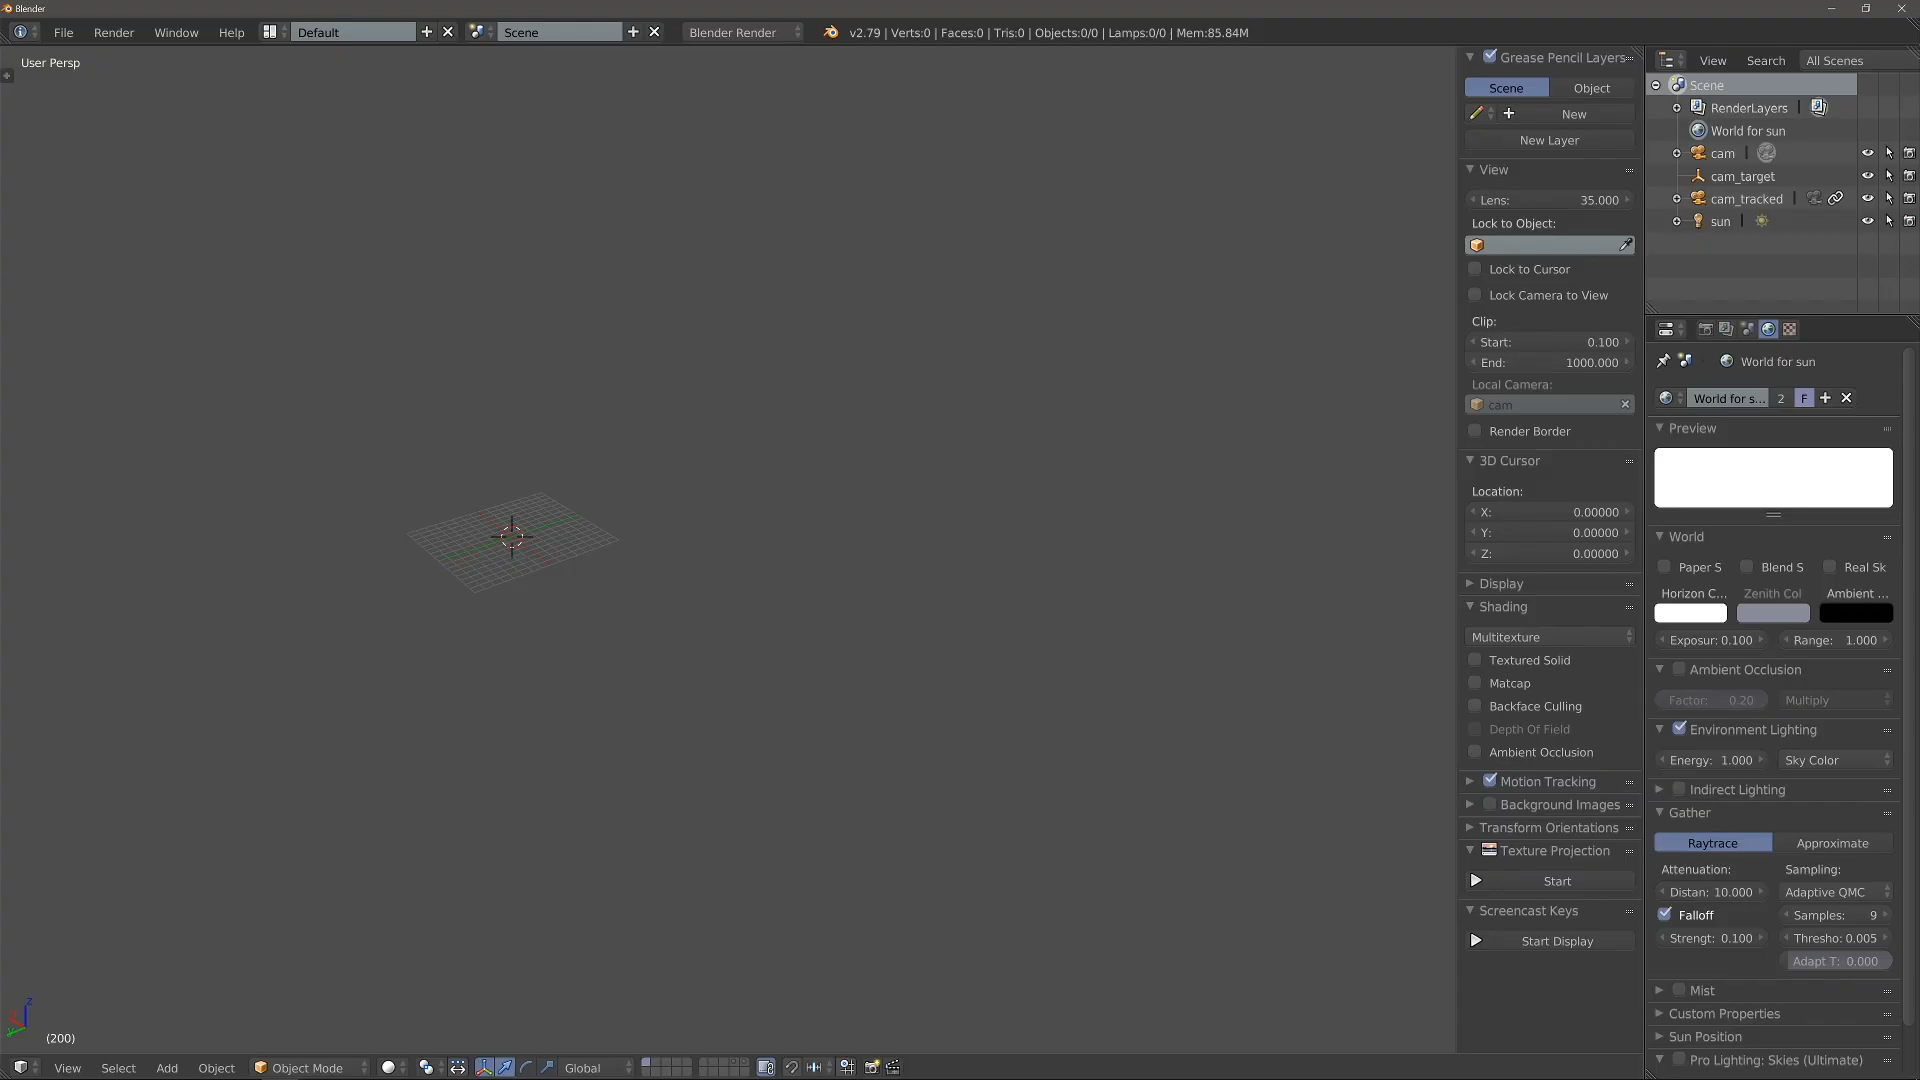 Blender
File Render Window Help Default Scene Blender Render v2.79 | Verts:0 | Faces:0 | Tris:0 | Objects:0/0 | Lamps:0/0 | Mem:85.84M
User Persp
Grease Pencil Layers
Scene Object
New
New Layer
View
Lens: 35.000
Lock to Object:
Lock to Cursor
Lock Camera to View
Clip:
Start: 0.100
End: 1000.000
Local Camera:
cam
Render Border
3D Cursor
Location:
X: 0.00000
Y: 0.00000
Z: 0.00000
Display
Shading
Multitexture
Textured Solid
Matcap
Backface Culling
Depth Of Field
Ambient Occlusion
Motion Tracking
Background Images
Transform Orientations
Texture Projection
Start
Screencast Keys
Start Display
View Search All Scenes
Scene
RenderLayers
World for sun
cam
cam_target
cam_tracked
sun
World for sun
World for s... 2 F
Preview
World
Paper S Blend S Real Sk
Horizon C... Zenith Col Ambient ...
Exposur: 0.100 Range: 1.000
Ambient Occlusion
Factor: 0.20 Multiply
Environment Lighting
Energy: 1.000 Sky Color
Indirect Lighting
Gather
Raytrace Approximate
Attenuation: Sampling:
Distan: 10.000 Adaptive QMC
Falloff Samples: 9
Strengt: 0.100 Thresho: 0.005
Adapt T: 0.000
Mist
Custom Properties
Sun Position
Pro Lighting: Skies (Ultimate)
z
(200)
View Select Add Object Object Mode Global